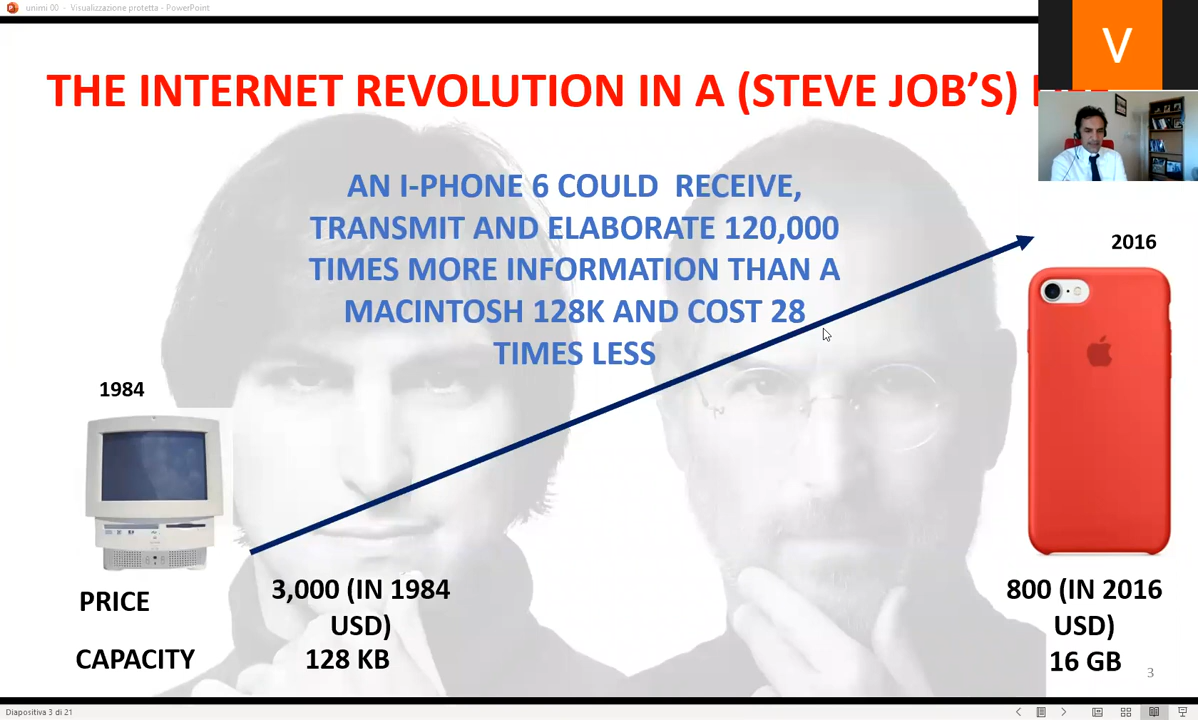 unimi 00 - Visualizzazione protetta - PowerPoint
V
THE INTERNET REVOLUTION IN A (STEVE JOB'S)
AN I-PHONE 6 COULD RECEIVE,
TRANSMIT AND ELABORATE 120,000
TIMES MORE INFORMATION THAN A
MACINTOSH 128K AND COST 28
TIMES LESS
2016
1984
PRICE
3,000 (IN 1984
USD)
800 (IN 2016
USD)
CAPACITY
128 KB
16 GB
3
Diapositiva 3 di 21